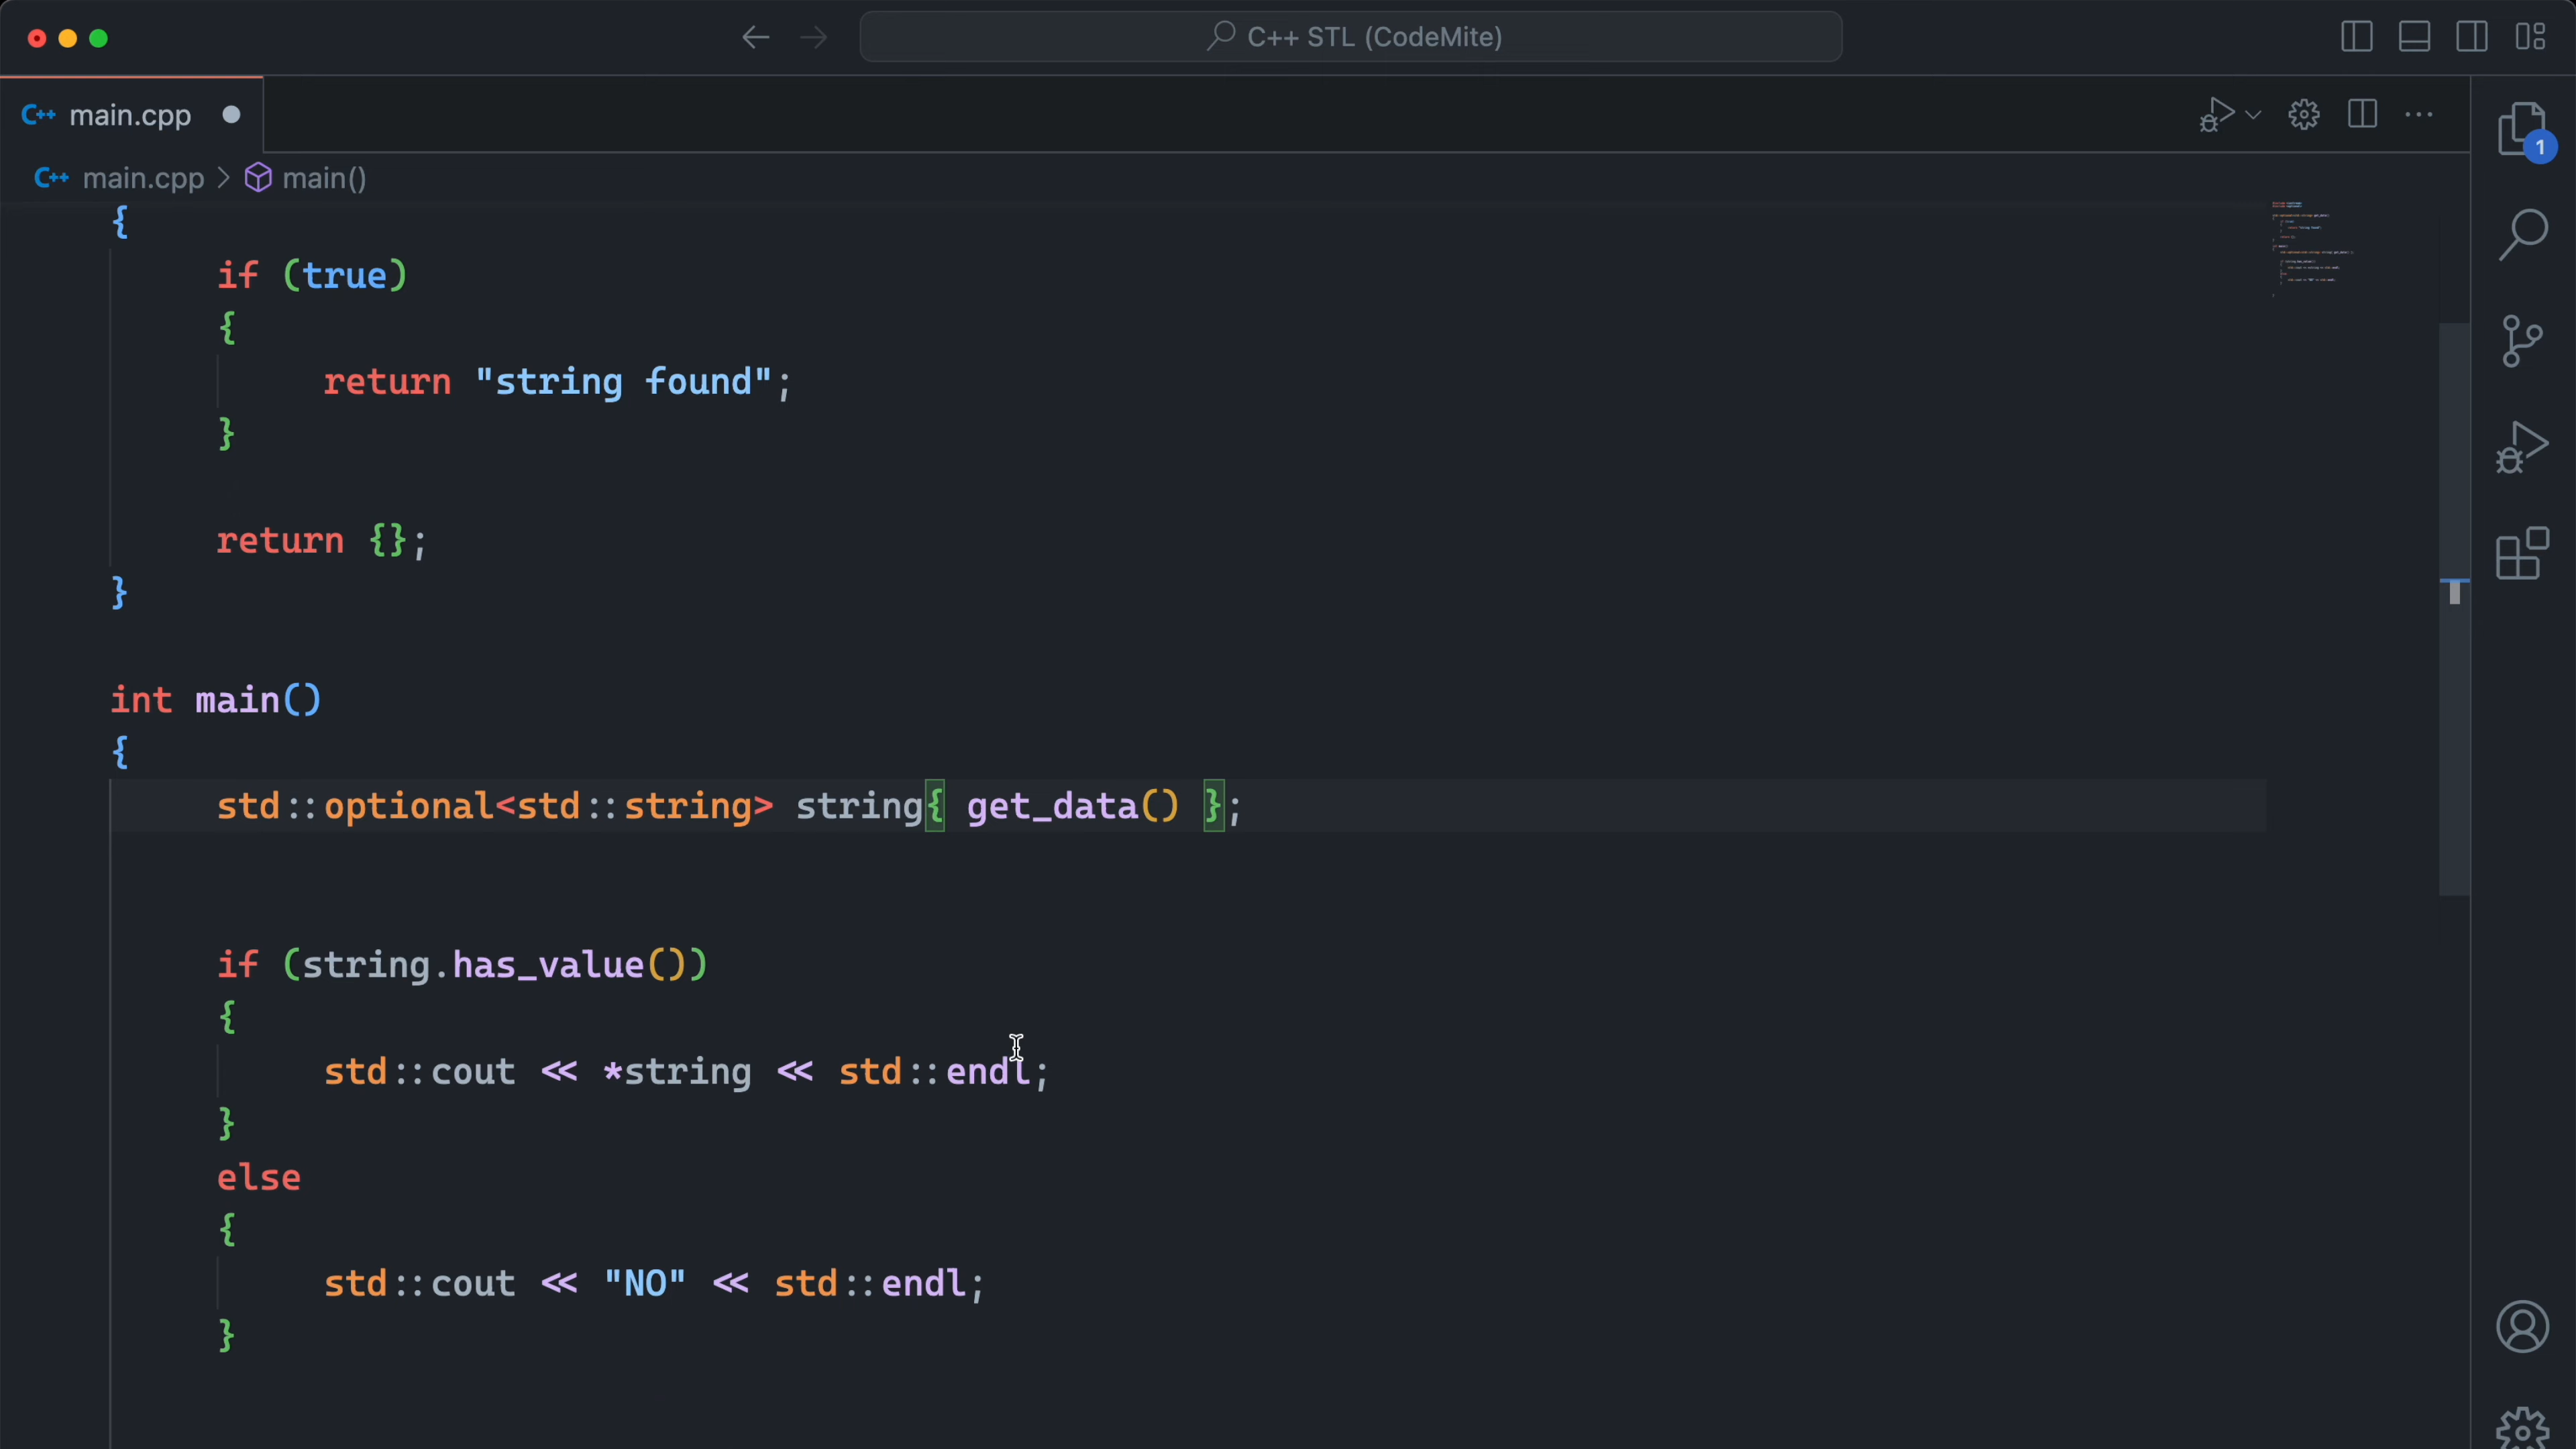 C++ STL (CodeMite)
C++ main.cpp
1
C++ main.cpp > main()
{
if (true)
{
return "string found";
}
return {};
}
int main()
{
std::optional<std::string> string{ get_data() };
if (string.has_value())
{
std::cout << *string << std::endl;
}
else
{
std::cout << "NO" << std::endl;
}